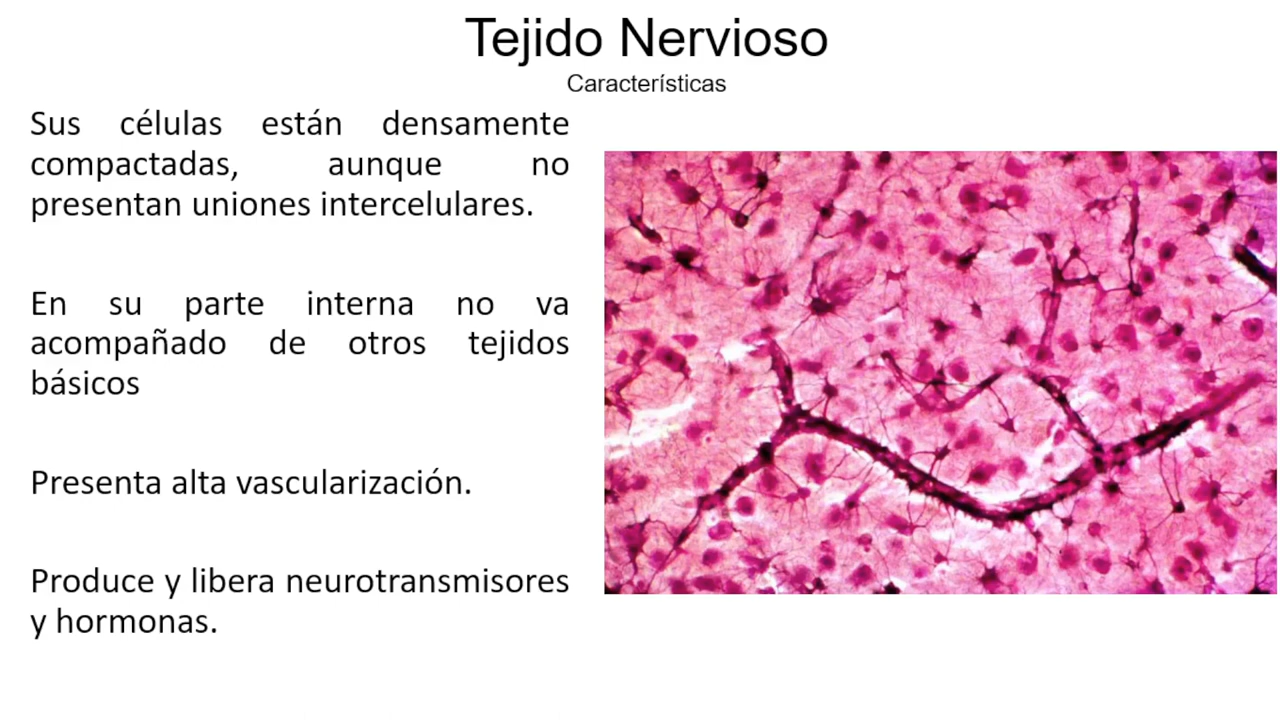 Tejido Nervioso
Características
Sus células están densamente
compactadas, aunque no
presentan uniones intercelulares.
En su parte interna no va
acompañado de otros tejidos
básicos
Presenta alta vascularización.
Produce y libera neurotransmisores
y hormonas.